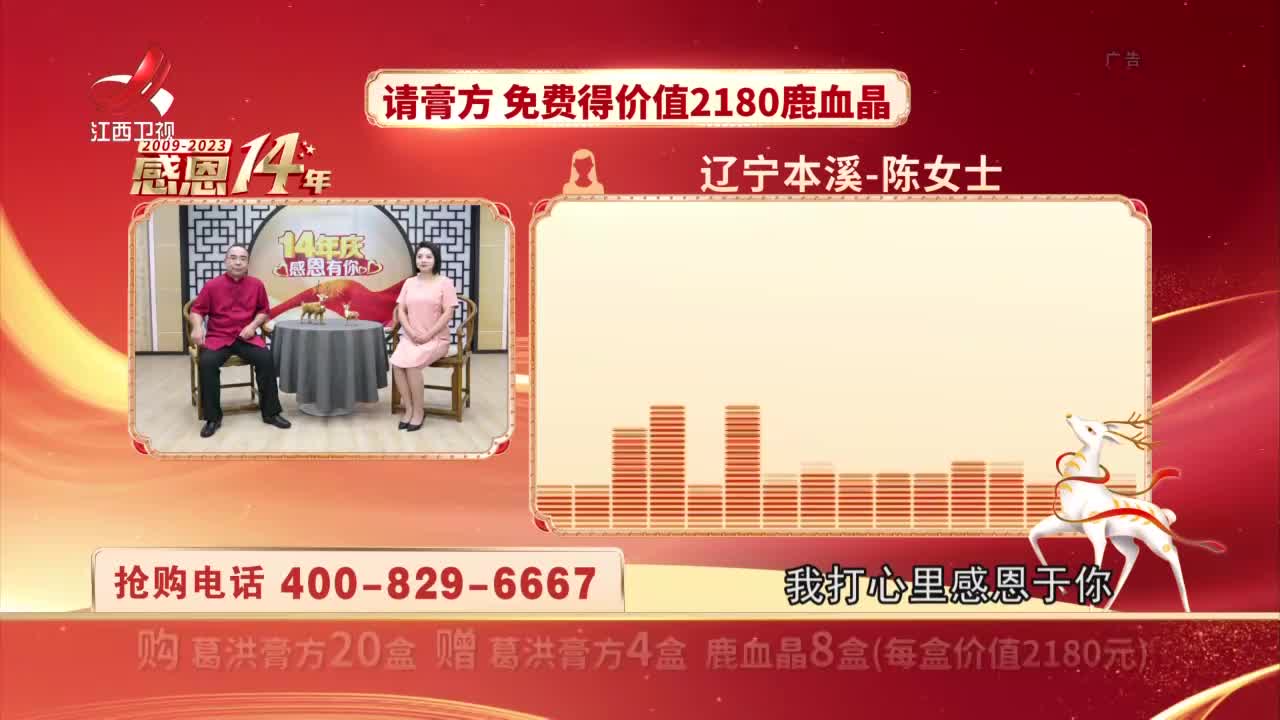 广告
江西卫视
请膏方 免费得价值2180鹿血晶
2009-2023
感恩14年
辽宁本溪-陈女士
14年庆
感恩有你
抢购电话 400-829-6667
我打心里感恩于你
购 葛洪膏方20盒 赠 葛洪膏方4盒 鹿血晶8盒(每盒价值2180元)